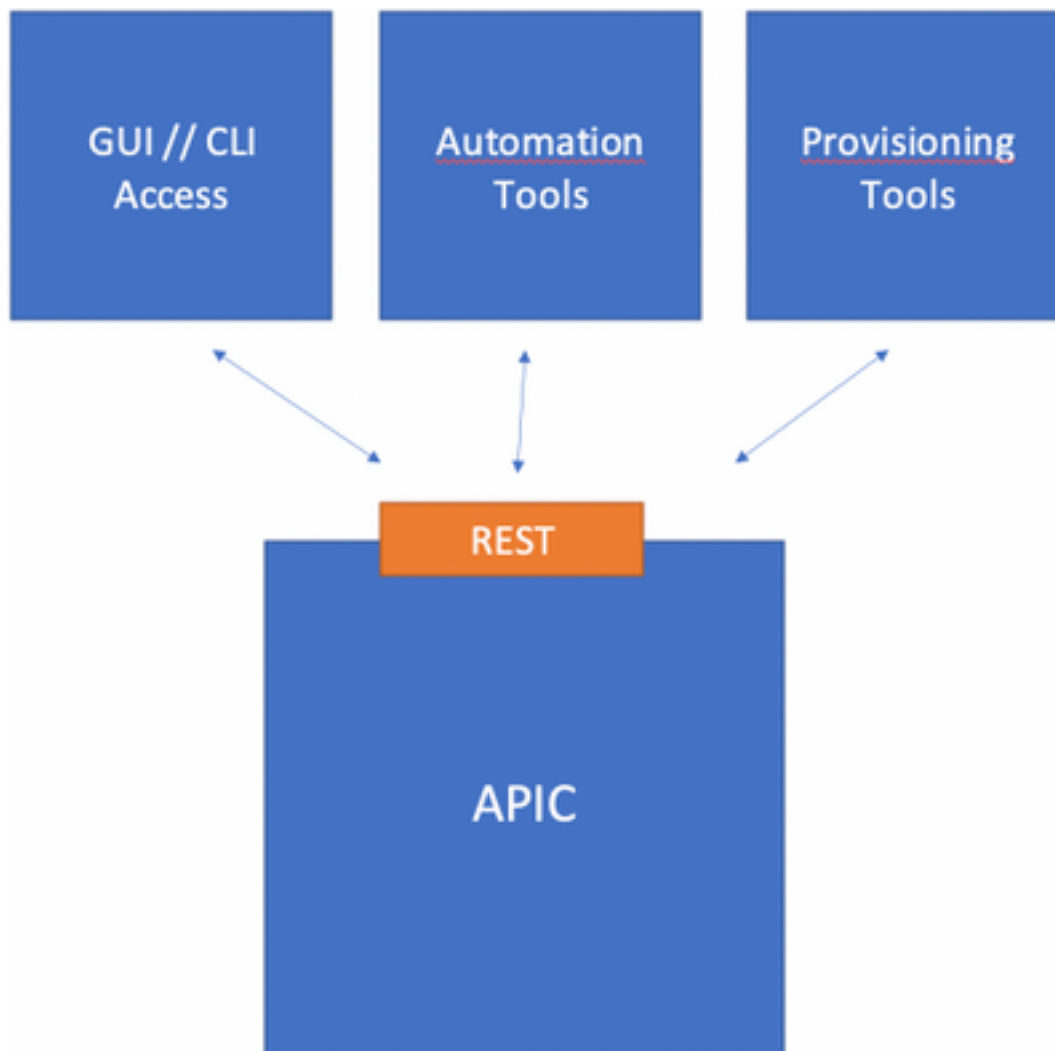 GUI // CLI
Access
Automation
Tools
Provisioning
Tools
REST
APIC